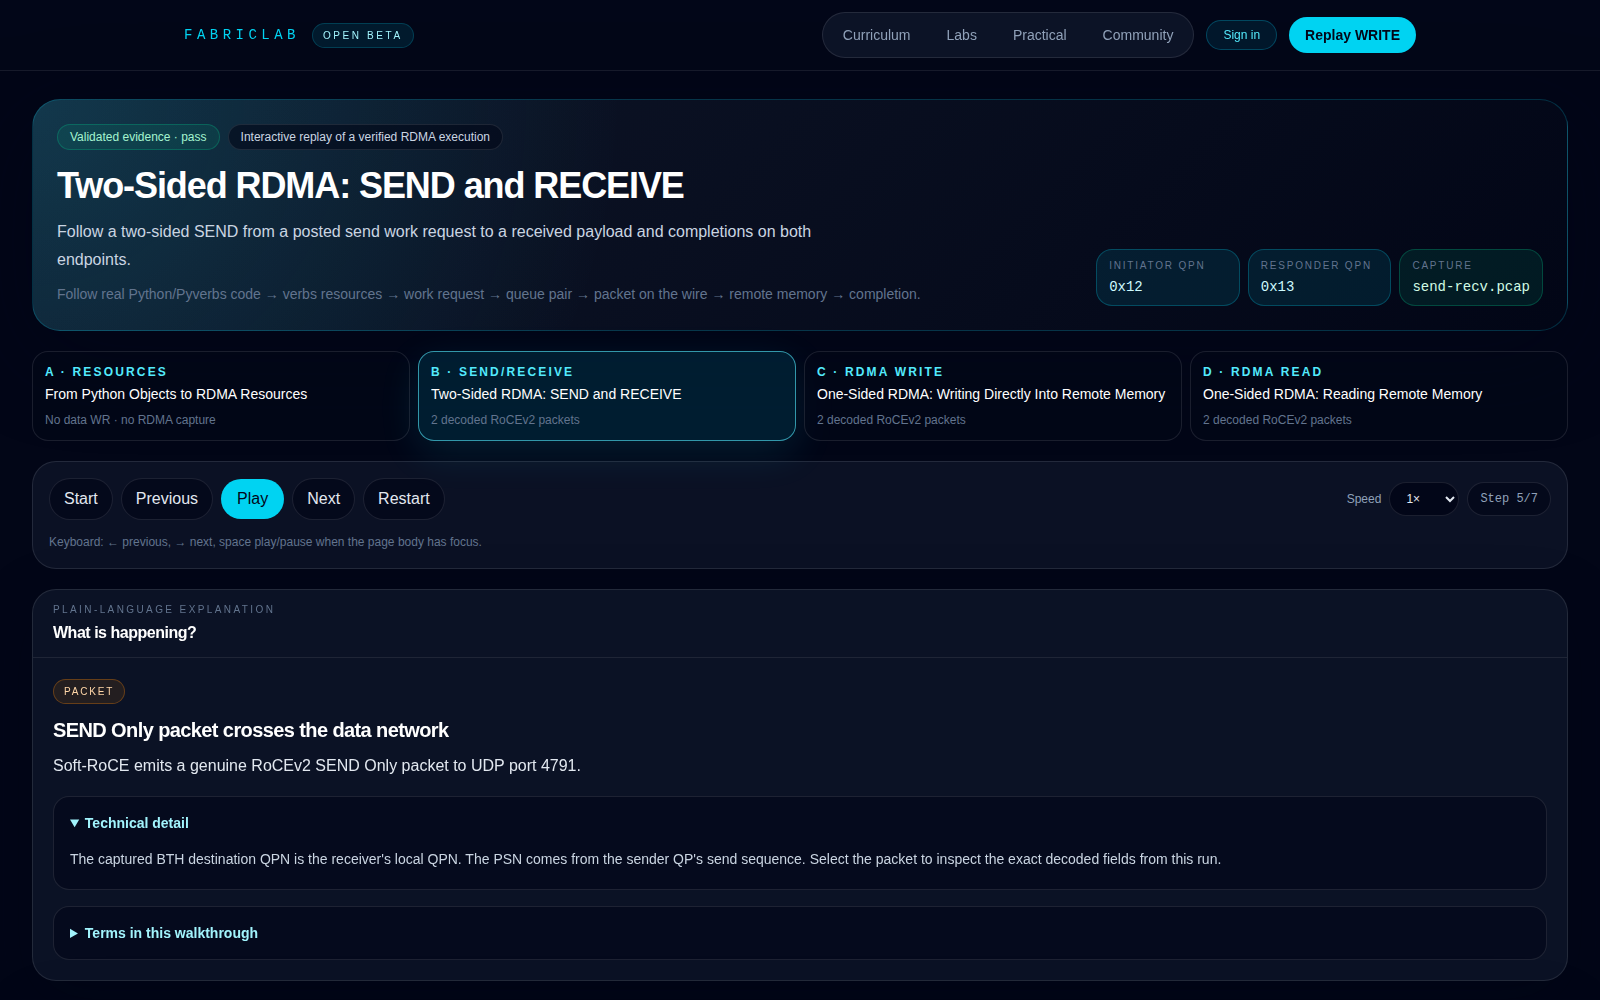 FABRICLAB
OPEN BETA
Curriculum
Labs
Practical
Community
Sign in
Replay WRITE
Validated evidence · pass
Interactive replay of a verified RDMA execution
Two-Sided RDMA: SEND and RECEIVE
Follow a two-sided SEND from a posted send work request to a received payload and completions on both
endpoints.
Follow real Python/Pyverbs code → verbs resources → work request → queue pair → packet on the wire → remote memory → completion.
INITIATOR QPN
0x12
RESPONDER QPN
0x13
CAPTURE
send-recv.pcap
A · RESOURCES
From Python Objects to RDMA Resources
No data WR · no RDMA capture
B · SEND/RECEIVE
Two-Sided RDMA: SEND and RECEIVE
2 decoded RoCEv2 packets
C · RDMA WRITE
One-Sided RDMA: Writing Directly Into Remote Memory
2 decoded RoCEv2 packets
D · RDMA READ
One-Sided RDMA: Reading Remote Memory
2 decoded RoCEv2 packets
Start
Previous
Play
Next
Restart
Speed
1×
Step 5/7
Keyboard: ← previous, → next, space play/pause when the page body has focus.
PLAIN-LANGUAGE EXPLANATION
What is happening?
PACKET
SEND Only packet crosses the data network
Soft-RoCE emits a genuine RoCEv2 SEND Only packet to UDP port 4791.
▼ Technical detail
The captured BTH destination QPN is the receiver's local QPN. The PSN comes from the sender QP's send sequence. Select the packet to inspect the exact decoded fields from this run.
▶ Terms in this walkthrough